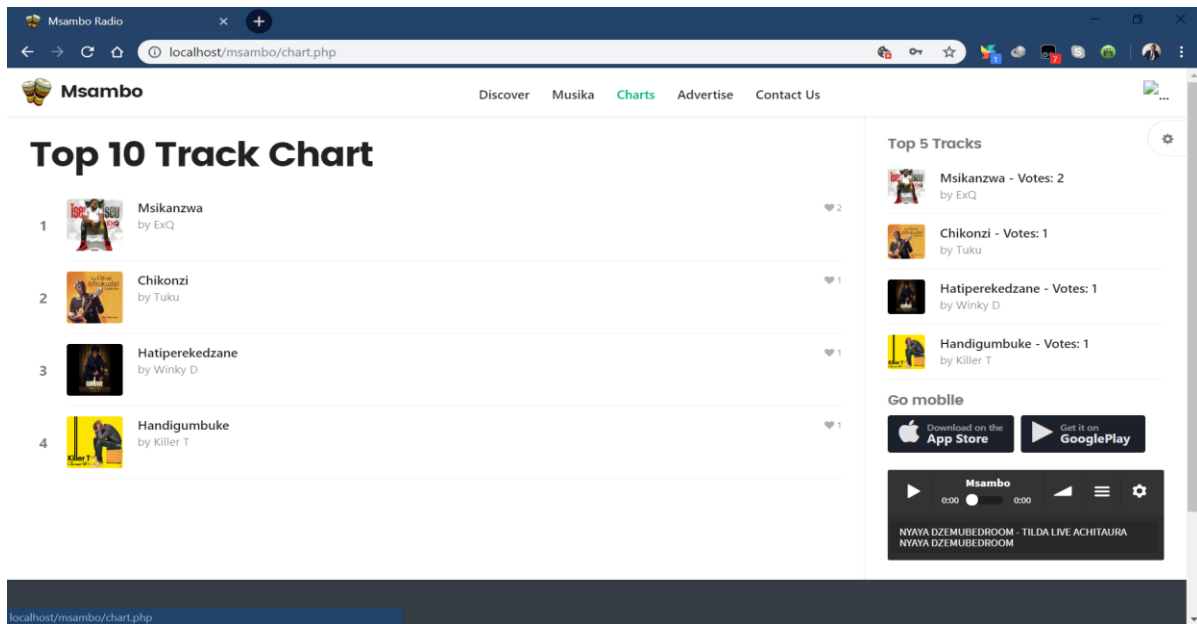 Msambo Radio
localhost/msambo/chart.php
Msambo
Discover Musika Charts Advertise Contact Us
...
Top 10 Track Chart
1
Msikanzwa
by ExQ
2
2
Chikonzi
by Tuku
1
3
Hatiperekedzane
by Winky D
1
4
Killer T
Handigumbuke
by Killer T
1
Top 5 Tracks
Msikanzwa - Votes: 2
by ExQ
Chikonzi - Votes: 1
by Tuku
Hatiperekedzane - Votes: 1
by Winky D
Handigumbuke - Votes: 1
by Killer T
Go mobile
Download on the
App Store
Get it on
GooglePlay
Msambo
0:00 0:00
NYAYA DZEMUBEDROOM - TILDA LIVE ACHITAURA
NYAYA DZEMUBEDROOM
localhost/msambo/chart.php